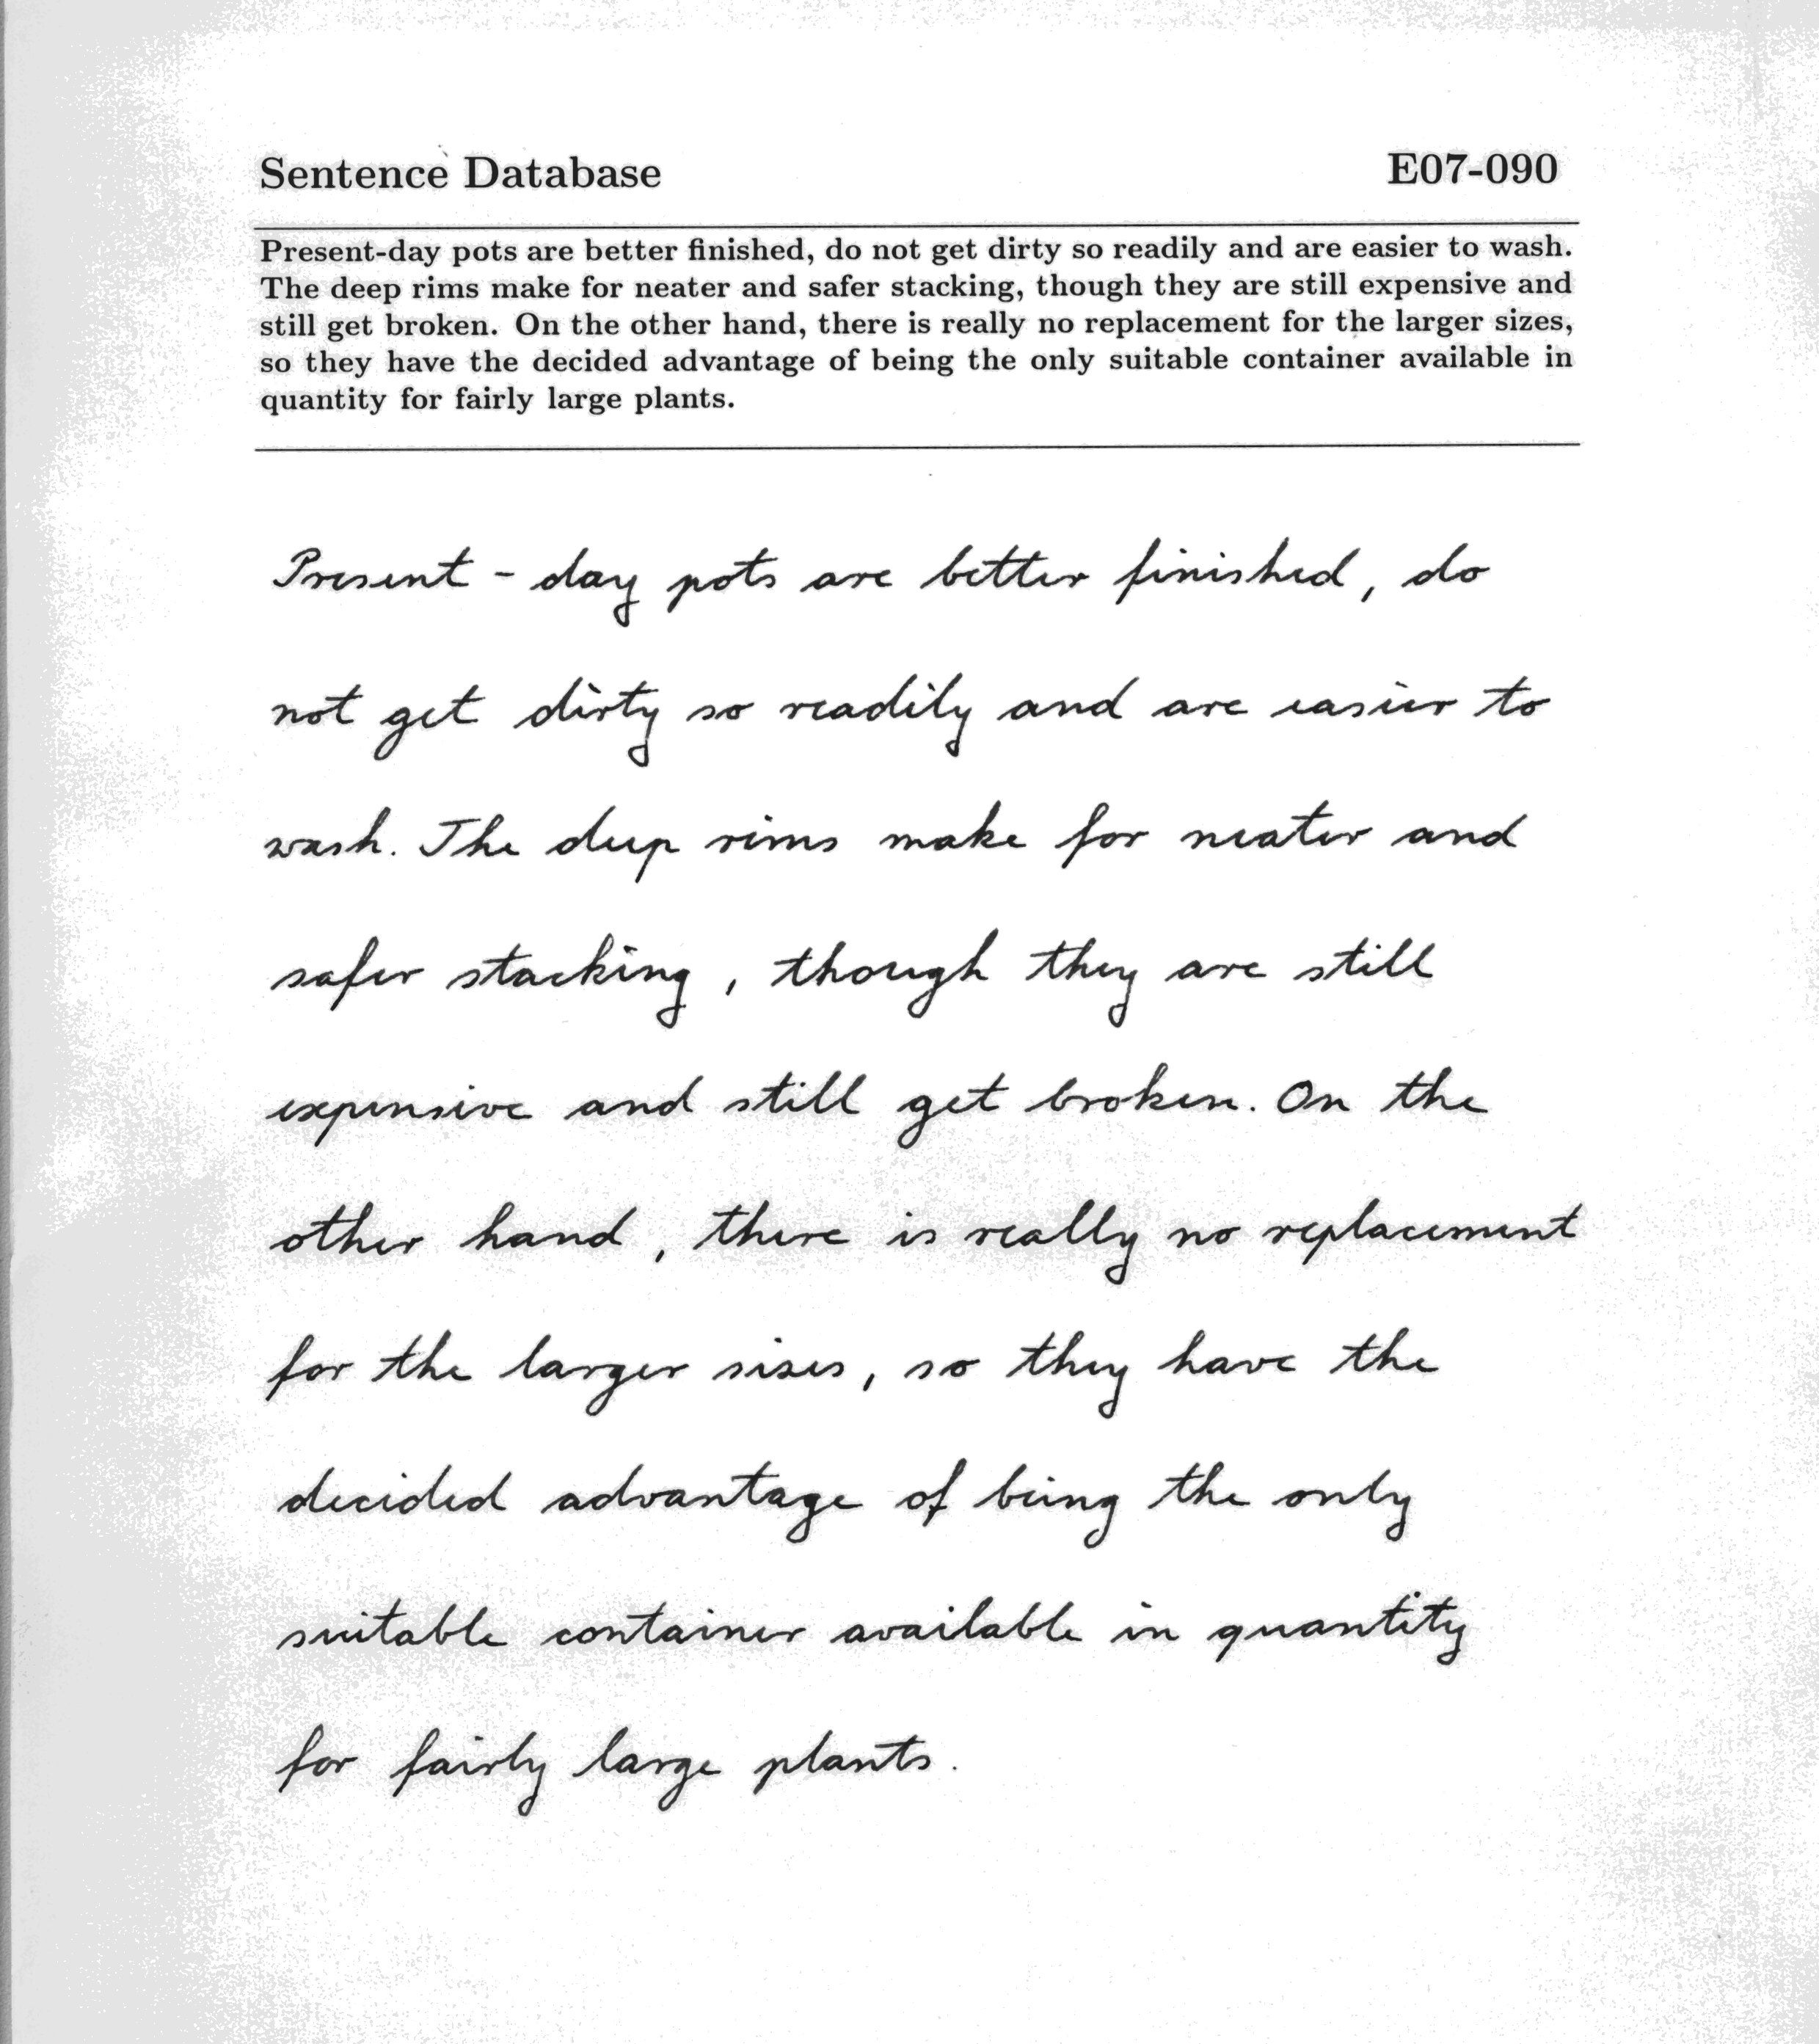 Sentence Database E07-090
Present-day pots are better finished, do not get dirty so readily and are easier to wash.
The deep rims make for neater and safer stacking, though they are still expensive and
still get broken. On the other hand, there is really no replacement for the larger sizes,
so they have the decided advantage of being the only suitable container available in
quantity for fairly large plants.
Present - day pots are better finished, do
not get dirty so readily and are easier to
wash. The deep rims make for neater and
safer stacking, though they are still
expensive and still get broken. On the
other hand, there is really no replacement
for the larger sizes, so they have the
decided advantage of being the only
suitable container available in quantity
for fairly large plants.